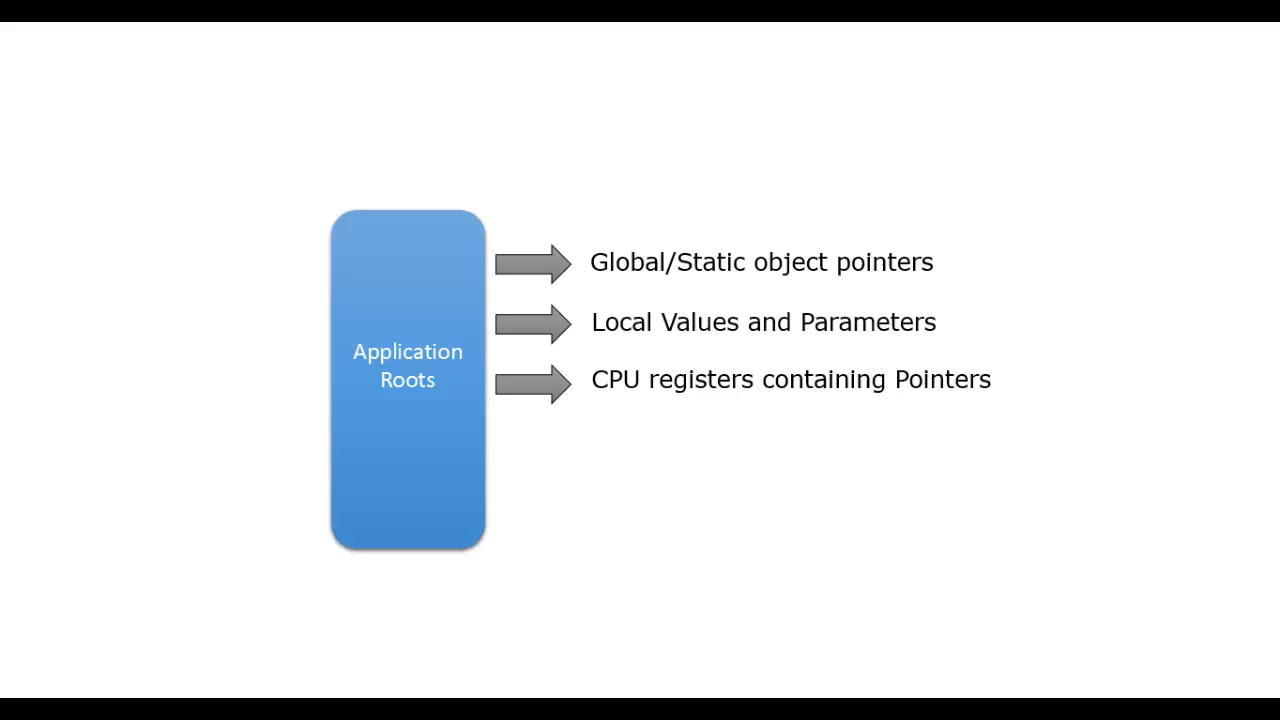 Application
Roots
Global/Static object pointers
Local Values and Parameters
CPU registers containing Pointers